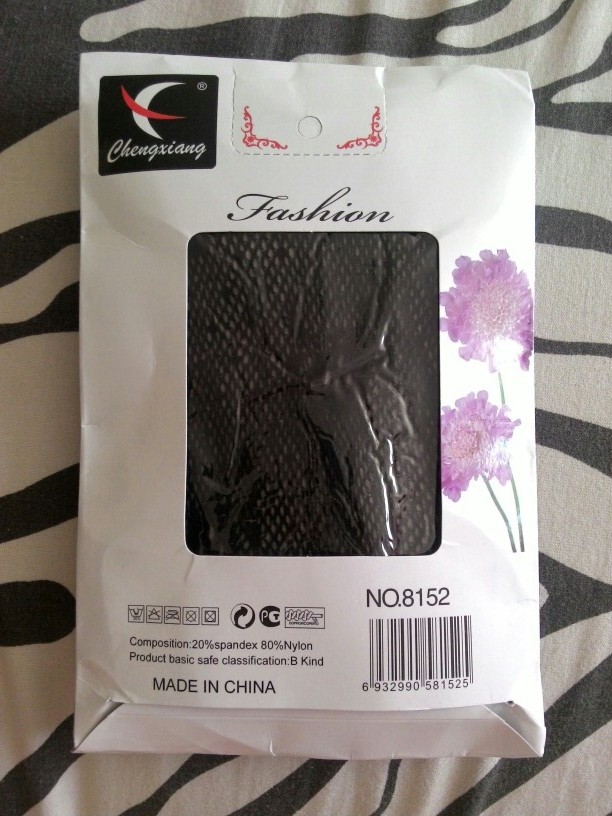 ®
Chengxiang
Fashion
NO.8152
Composition:20%spandex 80%Nylon
Product basic safe classification:B Kind
MADE IN CHINA
6 932990 581525